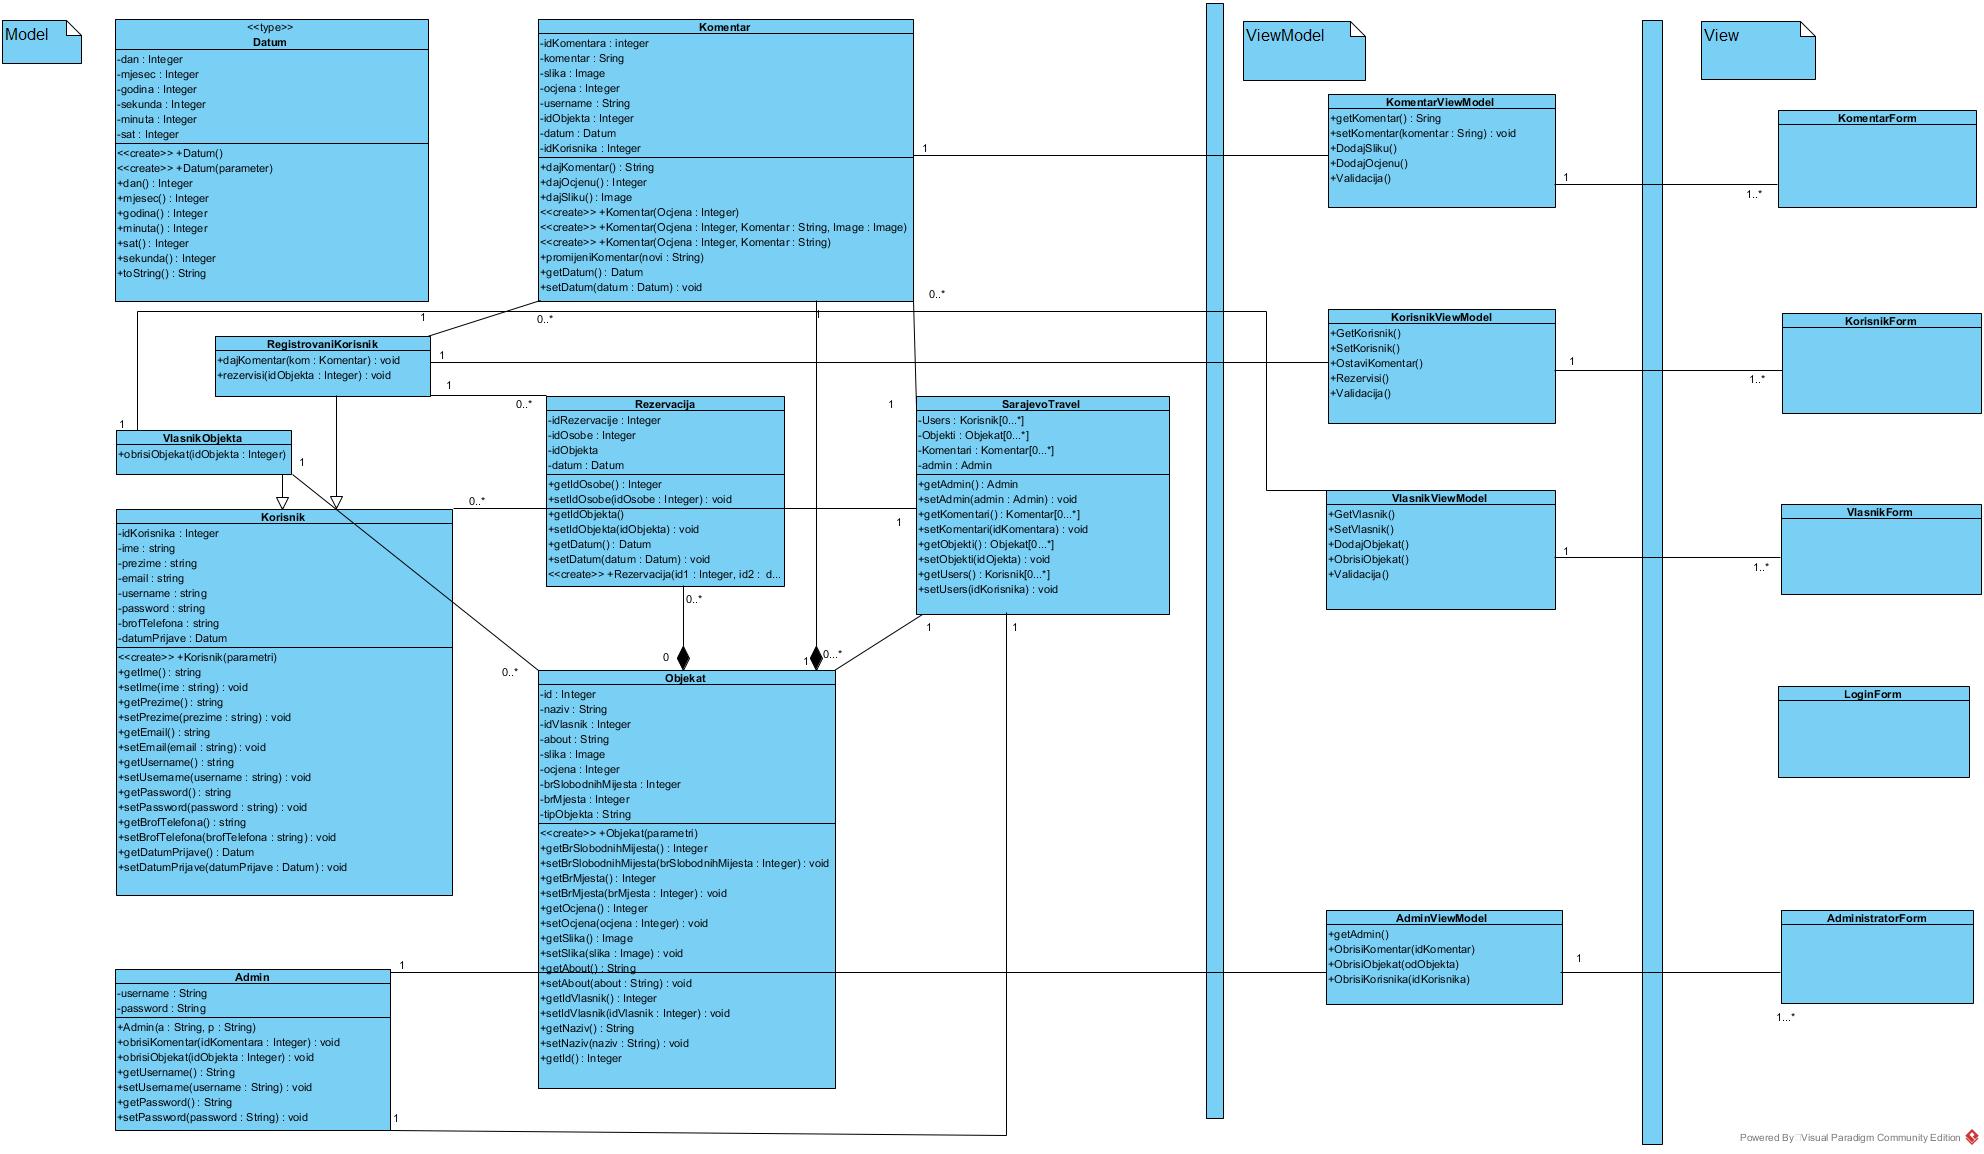 Model
<<type>>
Datum
-dan : Integer
-mjesec : Integer
-godina : Integer
-sekunda : Integer
-minuta : Integer
-sat : Integer
<<create>> +Datum()
<<create>> +Datum(parameter)
+dan() : Integer
+mjesec() : Integer
+godina() : Integer
+minuta() : Integer
+sat() : Integer
+sekunda() : Integer
+toString() : String
Komentar
-idKomentara : integer
-komentar : Sring
-slika : Image
-ocjena : Integer
-username : String
-idObjekta : Integer
-datum : Datum
-idKorisnika : Integer
+dajKomentar() : String
+dajOcjenu() : Integer
+dajSliku() : Image
<<create>> +Komentar(Ocjena : Integer)
<<create>> +Komentar(Ocjena : Integer, Komentar : String, Image : Image)
<<create>> +Komentar(Ocjena : Integer, Komentar : String)
+promijeniKomentar(novi : String)
+getDatum() : Datum
+setDatum(datum : Datum) : void
1
0..*
1
0..*
1
RegistrovaniKorisnik
+dajKomentar(kom : Komentar) : void
+rezervisi(idObjekta : Integer) : void
1
1
0..*
1
1
VlasnikObjekta
+obrisiObjekat(idObjekta : Integer)
1
Rezervacija
-idRezervacije : Integer
-idOsobe : Integer
-idObjekta
-datum : Datum
+getIdOsobe() : Integer
+setIdOsobe(idOsobe : Integer) : void
+getIdObjekta()
+setIdObjekta(idObjekta) : void
+getDatum() : Datum
+setDatum(datum : Datum) : void
<<create>> +Rezervacija(id1 : Integer, id2 : d...
SarajevoTravel
-Users : Korisnik[0...*]
-Objekti : Objekat[0...*]
-Komentari : Komentar[0...*]
-admin : Admin
+getAdmin() : Admin
+setAdmin(admin : Admin) : void
+getKomentari() : Komentar[0...*]
+setKomentari(idKomentara) : void
+getObjekti() : Objekat[0...*]
+setObjekti(idOjekta) : void
+getUsers() : Korisnik[0...*]
+setUsers(idKorisnika) : void
0..*
1
Korisnik
-idKorisnika : Integer
-ime : string
-prezime : string
-email : string
-username : string
-password : string
-brofTelefona : string
-datumPrijave : Datum
<<create>> +Korisnik(parametri)
+getIme() : string
+setIme(ime : string) : void
+getPrezime() : string
+setPrezime(prezime : string) : void
+getEmail() : string
+setEmail(email : string) : void
+getUsername() : string
+setUsername(username : string) : void
+getPassword() : string
+setPassword(password : string) : void
+getBrofTelefona() : string
+setBrofTelefona(brofTelefona : string) : void
+getDatumPrijave() : Datum
+setDatumPrijave(datumPrijave : Datum) : void
0..*
1
1
0
1
0...*
0..*
Objekat
-id : Integer
-naziv : String
-idVlasnik : Integer
-about : String
-slika : Image
-ocjena : Integer
-brSlobodnihMijesta : Integer
-brMjesta : Integer
-tipObjekta : String
<<create>> +Objekat(parametri)
+getBrSlobodnihMijesta() : Integer
+setBrSlobodnihMijesta(brSlobodnihMijesta : Integer) : void
+getBrMjesta() : Integer
+setBrMjesta(brMjesta : Integer) : void
+getOcjena() : Integer
+setOcjena(ocjena : Integer) : void
+getSlika() : Image
+setSlika(slika : Image) : void
+getAbout() : String
+setAbout(about : String) : void
+getIdVlasnik() : Integer
+setIdVlasnik(idVlasnik : Integer) : void
+getNaziv() : String
+setNaziv(naziv : String) : void
+getId() : Integer
1
Admin
-username : String
-password : String
+Admin(a : String, p : String)
+obrisiKomentar(idKomentara : Integer) : void
+obrisiObjekat(idObjekta : Integer) : void
+getUsername() : String
+setUsername(username : String) : void
+getPassword() : String
+setPassword(password : String) : void
1
ViewModel
KomentarViewModel
+getKomentar() : Sring
+setKomentar(komentar : Sring) : void
+DodajSliku()
+DodajOcjenu()
+Validacija()
1
1..*
KorisnikViewModel
+GetKorisnik()
+SetKorisnik()
+OstaviKomentar()
+Rezervisi()
+Validacija()
1
1..*
VlasnikViewModel
+GetVlasnik()
+SetVlasnik()
+DodajObjekat()
+ObrisiObjekat()
+Validacija()
1
1..*
AdminViewModel
+getAdmin()
+ObrisiKomentar(idKomentar)
+ObrisiObjekat(odObjekta)
+ObrisiKorisnika(idKorisnika)
1
1...*
View
KomentarForm
KorisnikForm
VlasnikForm
LoginForm
AdministratorForm
Powered By Visual Paradigm Community Edition